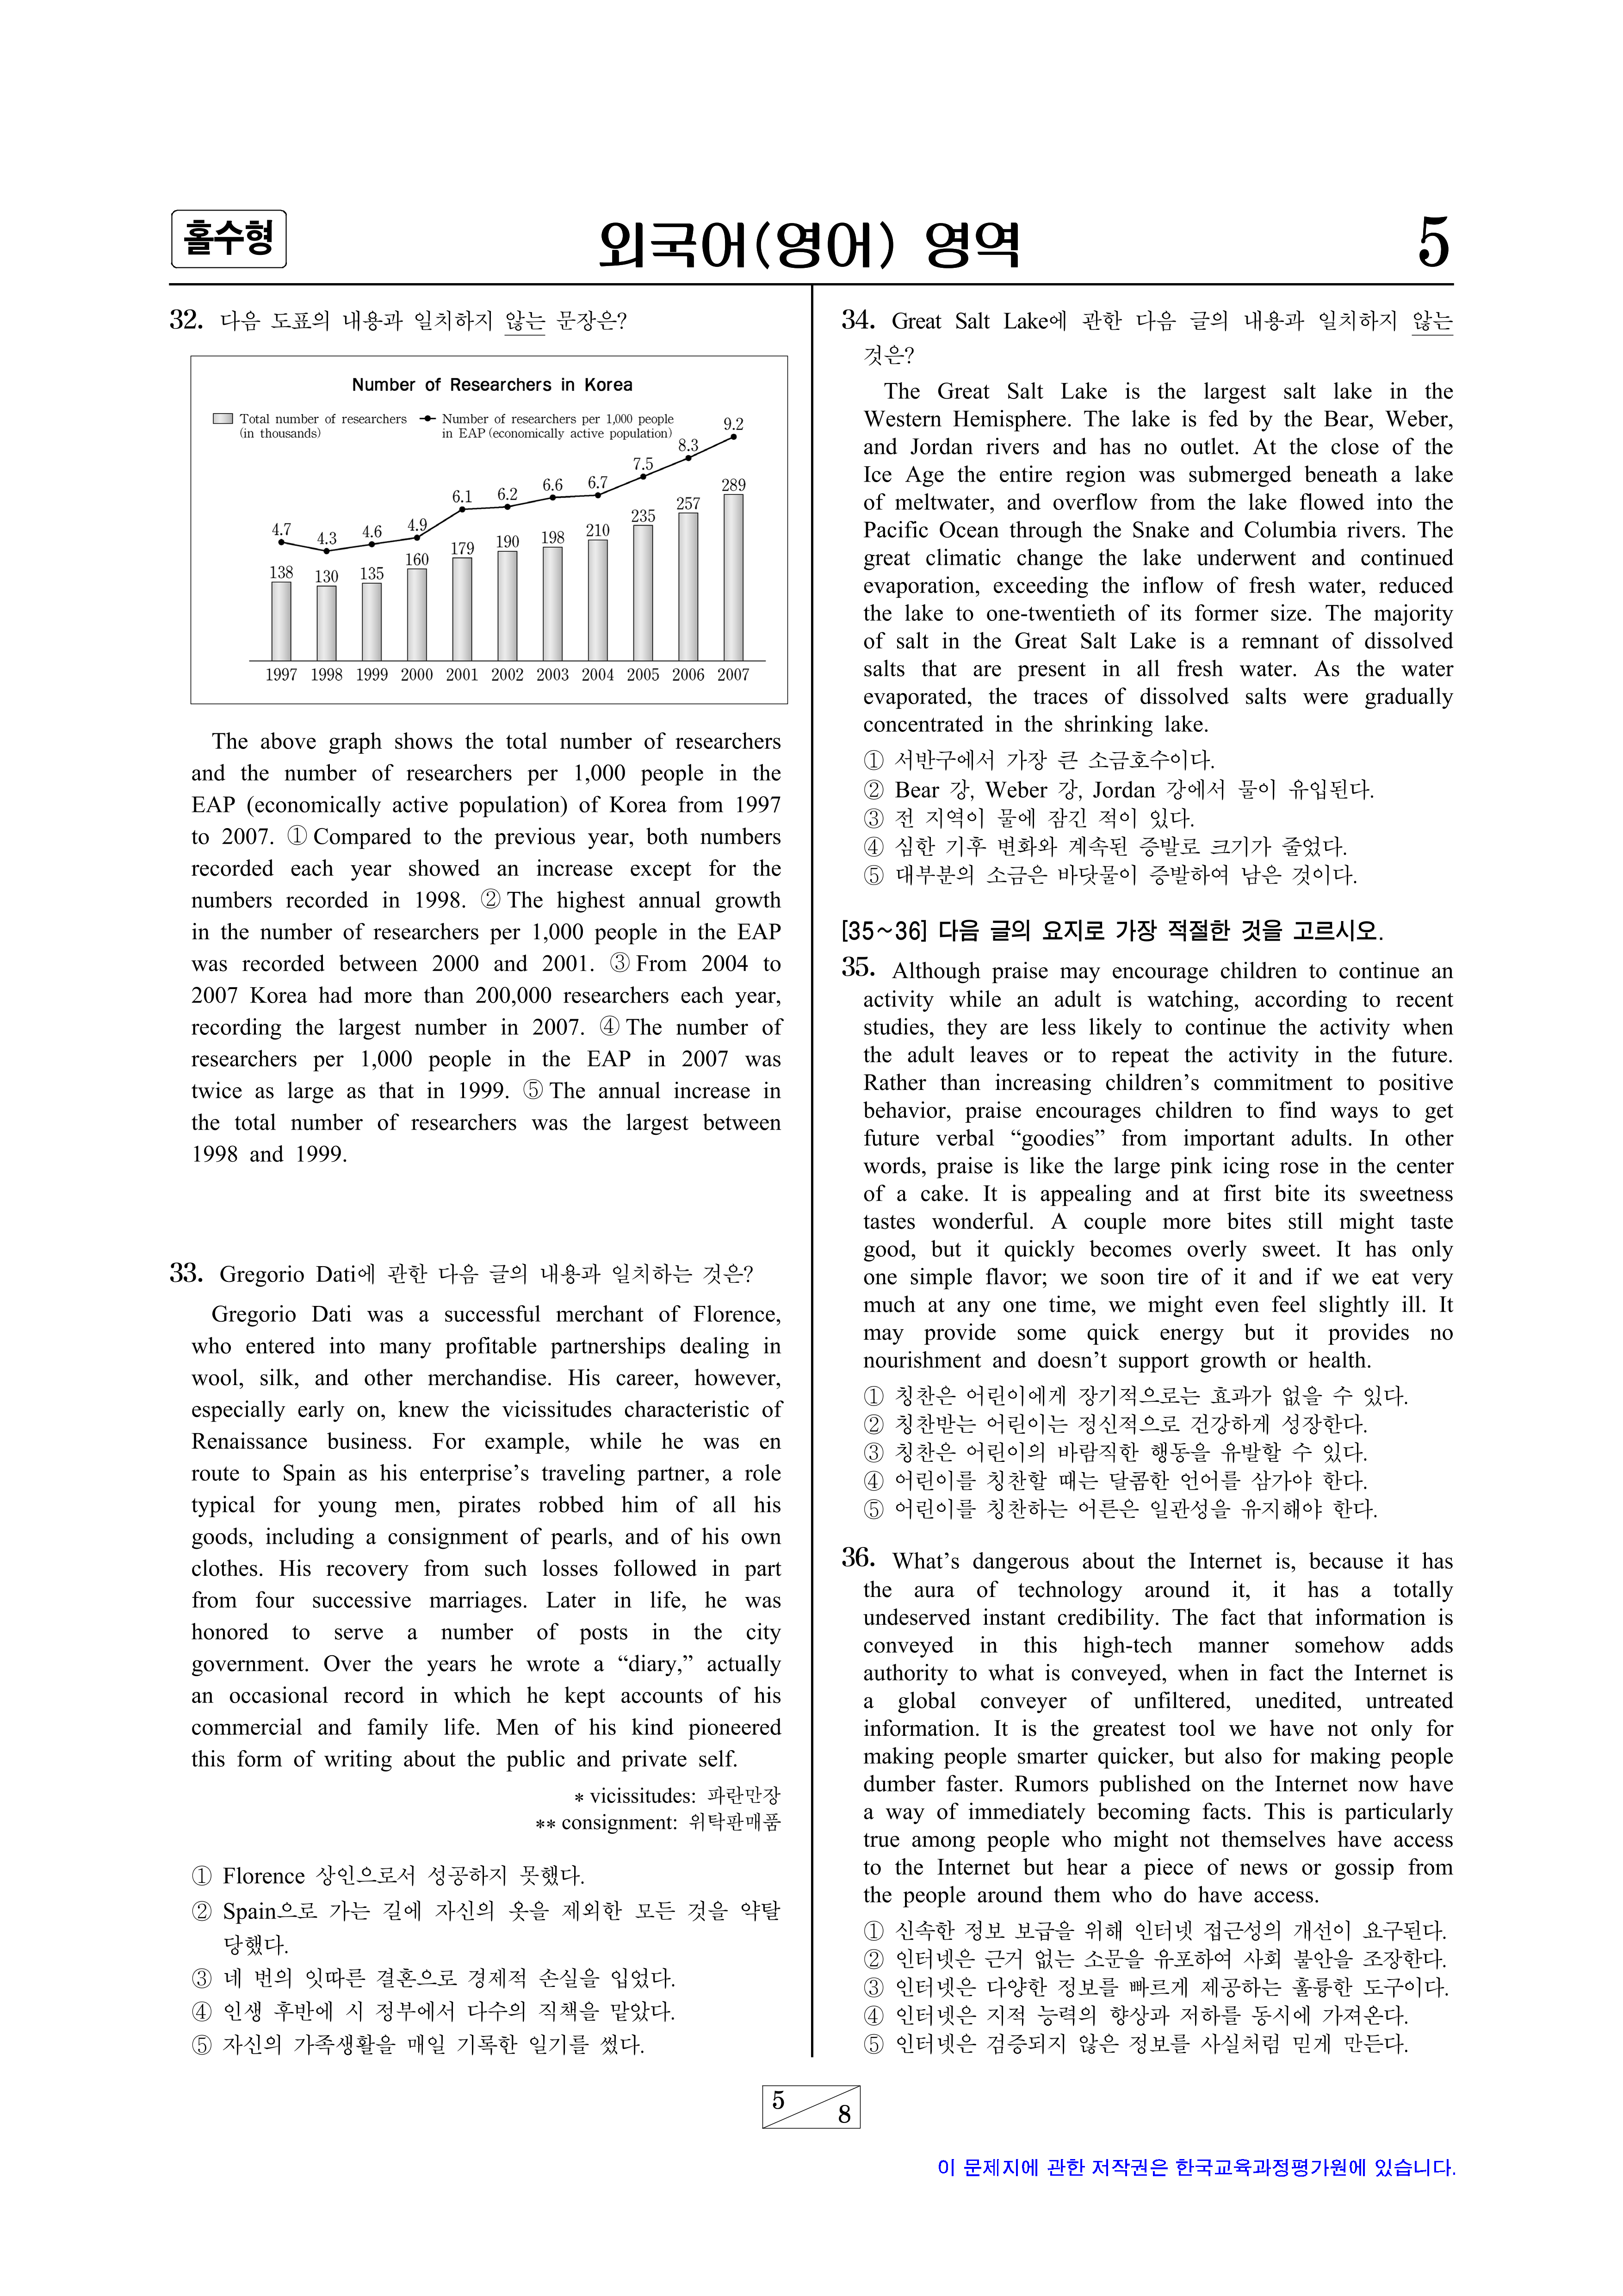 홀수형
외국어(영어) 영역
5
32. 다음 도표의 내용과 일치하지 않는 문장은?
Number of Researchers in Korea
Total number of researchers
(in thousands)
Number of researchers per 1,000 people
in EAP (economically active population)
4.7 4.3 4.6 4.9 6.1 6.2 6.6 6.7 7.5 8.3 9.2
138 130 135 160 179 190 198 210 235 257 289
1997 1998 1999 2000 2001 2002 2003 2004 2005 2006 2007
The above graph shows the total number of researchers
and the number of researchers per 1,000 people in the
EAP (economically active population) of Korea from 1997
to 2007. ① Compared to the previous year, both numbers
recorded each year showed an increase except for the
numbers recorded in 1998. ② The highest annual growth
in the number of researchers per 1,000 people in the EAP
was recorded between 2000 and 2001. ③ From 2004 to
2007 Korea had more than 200,000 researchers each year,
recording the largest number in 2007. ④ The number of
researchers per 1,000 people in the EAP in 2007 was
twice as large as that in 1999. ⑤ The annual increase in
the total number of researchers was the largest between
1998 and 1999.
33. Gregorio Dati에 관한 다음 글의 내용과 일치하는 것은?
Gregorio Dati was a successful merchant of Florence,
who entered into many profitable partnerships dealing in
wool, silk, and other merchandise. His career, however,
especially early on, knew the vicissitudes characteristic of
Renaissance business. For example, while he was en
route to Spain as his enterprise's traveling partner, a role
typical for young men, pirates robbed him of all his
goods, including a consignment of pearls, and of his own
clothes. His recovery from such losses followed in part
from four successive marriages. Later in life, he was
honored to serve a number of posts in the city
government. Over the years he wrote a “diary,” actually
an occasional record in which he kept accounts of his
commercial and family life. Men of his kind pioneered
this form of writing about the public and private self.
* vicissitudes: 파란만장
** consignment: 위탁판매품
① Florence 상인으로서 성공하지 못했다.
② Spain으로 가는 길에 자신의 옷을 제외한 모든 것을 약탈
당했다.
③ 네 번의 잇따른 결혼으로 경제적 손실을 입었다.
④ 인생 후반에 시 정부에서 다수의 직책을 맡았다.
⑤ 자신의 가족생활을 매일 기록한 일기를 썼다.
34. Great Salt Lake에 관한 다음 글의 내용과 일치하지 않는
것은?
The Great Salt Lake is the largest salt lake in the
Western Hemisphere. The lake is fed by the Bear, Weber,
and Jordan rivers and has no outlet. At the close of the
Ice Age the entire region was submerged beneath a lake
of meltwater, and overflow from the lake flowed into the
Pacific Ocean through the Snake and Columbia rivers. The
great climatic change the lake underwent and continued
evaporation, exceeding the inflow of fresh water, reduced
the lake to one-twentieth of its former size. The majority
of salt in the Great Salt Lake is a remnant of dissolved
salts that are present in all fresh water. As the water
evaporated, the traces of dissolved salts were gradually
concentrated in the shrinking lake.
① 서반구에서 가장 큰 소금호수이다.
② Bear 강, Weber 강, Jordan 강에서 물이 유입된다.
③ 전 지역이 물에 잠긴 적이 있다.
④ 심한 기후 변화와 계속된 증발로 크기가 줄었다.
⑤ 대부분의 소금은 바닷물이 증발하여 남은 것이다.
[35~36] 다음 글의 요지로 가장 적절한 것을 고르시오.
35. Although praise may encourage children to continue an
activity while an adult is watching, according to recent
studies, they are less likely to continue the activity when
the adult leaves or to repeat the activity in the future.
Rather than increasing children's commitment to positive
behavior, praise encourages children to find ways to get
future verbal “goodies” from important adults. In other
words, praise is like the large pink icing rose in the center
of a cake. It is appealing and at first bite its sweetness
tastes wonderful. A couple more bites still might taste
good, but it quickly becomes overly sweet. It has only
one simple flavor; we soon tire of it and if we eat very
much at any one time, we might even feel slightly ill. It
may provide some quick energy but it provides no
nourishment and doesn't support growth or health.
① 칭찬은 어린이에게 장기적으로는 효과가 없을 수 있다.
② 칭찬받는 어린이는 정신적으로 건강하게 성장한다.
③ 칭찬은 어린이의 바람직한 행동을 유발할 수 있다.
④ 어린이를 칭찬할 때는 달콤한 언어를 삼가야 한다.
⑤ 어린이를 칭찬하는 어른은 일관성을 유지해야 한다.
36. What's dangerous about the Internet is, because it has
the aura of technology around it, it has a totally
undeserved instant credibility. The fact that information is
conveyed in this high-tech manner somehow adds
authority to what is conveyed, when in fact the Internet is
a global conveyer of unfiltered, unedited, untreated
information. It is the greatest tool we have not only for
making people smarter quicker, but also for making people
dumber faster. Rumors published on the Internet now have
a way of immediately becoming facts. This is particularly
true among people who might not themselves have access
to the Internet but hear a piece of news or gossip from
the people around them who do have access.
① 신속한 정보 보급을 위해 인터넷 접근성의 개선이 요구된다.
② 인터넷은 근거 없는 소문을 유포하여 사회 불안을 조장한다.
③ 인터넷은 다양한 정보를 빠르게 제공하는 훌륭한 도구이다.
④ 인터넷은 지적 능력의 향상과 저하를 동시에 가져온다.
⑤ 인터넷은 검증되지 않은 정보를 사실처럼 믿게 만든다.
5
8
이 문제지에 관한 저작권은 한국교육과정평가원에 있습니다.